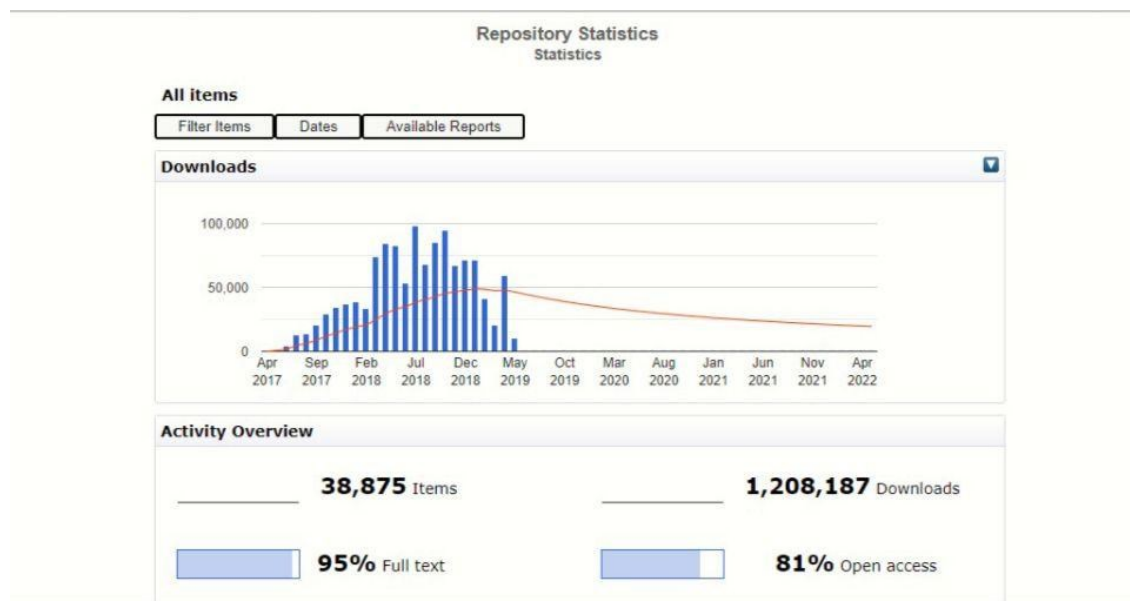 Repository Statistics
Statistics
All items
Filter Items Dates Available Reports
Downloads
100,000
50,000
0
Apr Sep Feb Jul Dec May Oct Mar Aug Jan Jun Nov Apr
2017 2017 2018 2018 2018 2019 2019 2020 2020 2021 2021 2021 2022
Activity Overview
38,875 Items 1,208,187 Downloads
95% Full text 81% Open access